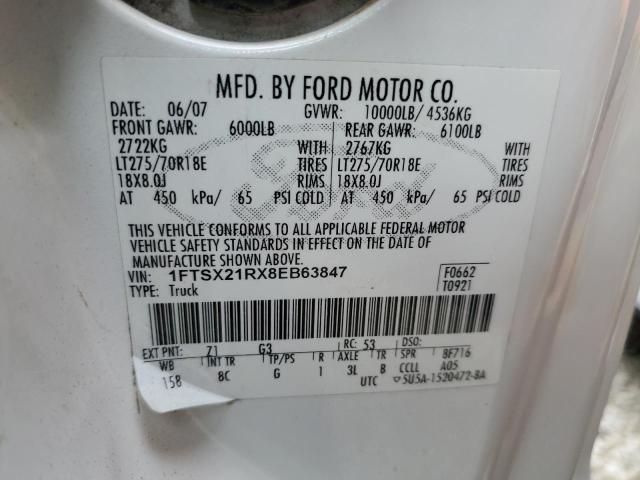 MFD. BY FORD MOTOR CO.
DATE: 06/07 GVWR: 10000LB/ 4536KG
FRONT GAWR: 6000LB REAR GAWR: 6100LB
2722KG WITH 2767KG WITH
LT275/70R18E TIRES LT275/70R18E TIRES
18X8.0J RIMS 18X8.0J RIMS
AT 450 kPa/ 65 PSI COLD AT 450 kPa/ 65 PSI COLD
THIS VEHICLE CONFORMS TO ALL APPLICABLE FEDERAL MOTOR
VEHICLE SAFETY STANDARDS IN EFFECT ON THE DATE OF
MANUFACTURE SHOWN ABOVE.
VIN: 1FTSX21RX8EB63847 F0662
TYPE: Truck T0921
EXT PNT: Z1 G3 RC: 53 DSO:
WB INT TR TP/PS R AXLE TR SPR 8F716
158 8C G 1 3L B CCLL A05
UTC ▽5U5A-1520472-BA